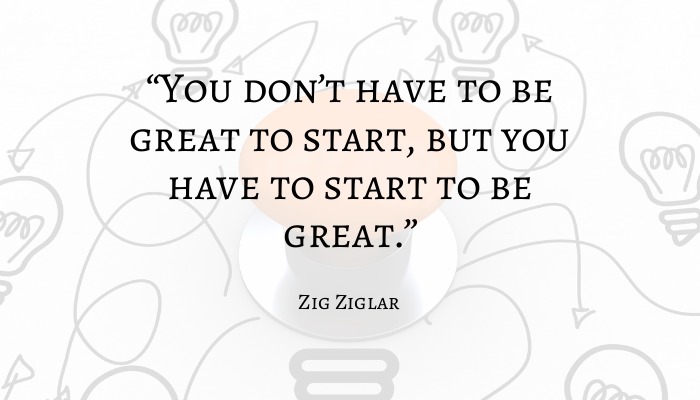 “You don’t have to be
great to start, but you
have to start to be
great.”
Zig Ziglar